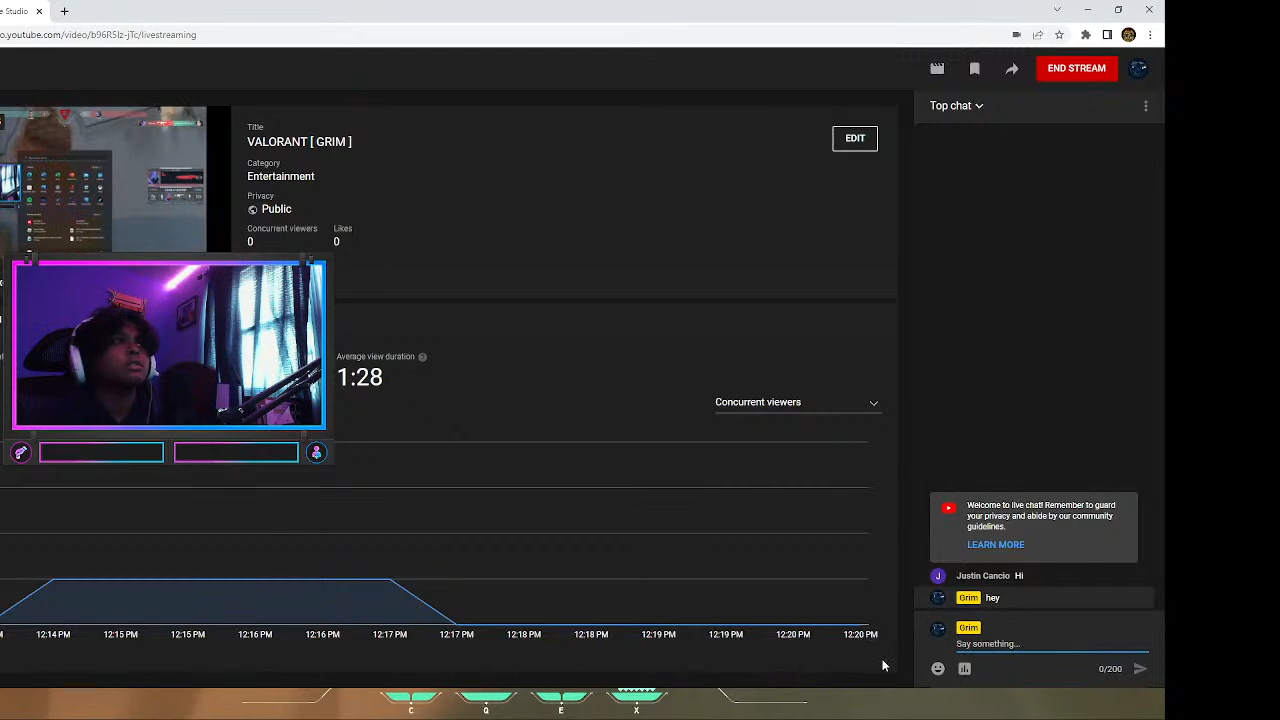 e Studio
o.youtube.com/video/b96R5lz-jTc/livestreaming
END STREAM
Top chat
Title
VALORANT [ GRIM ]
EDIT
Category
Entertainment
Privacy
Public
Concurrent viewers
Likes
0
0
Average view duration
1:28
Concurrent viewers
Welcome to live chat! Remember to guard
your privacy and abide by our community
guidelines.
LEARN MORE
J
Justin Cancio Hi
Grim hey
Grim
Say something...
0/200
12:14 PM
12:15 PM
12:15 PM
12:16 PM
12:16 PM
12:17 PM
12:17 PM
12:18 PM
12:18 PM
12:19 PM
12:19 PM
12:20 PM
12:20 PM
C
Q
E
X